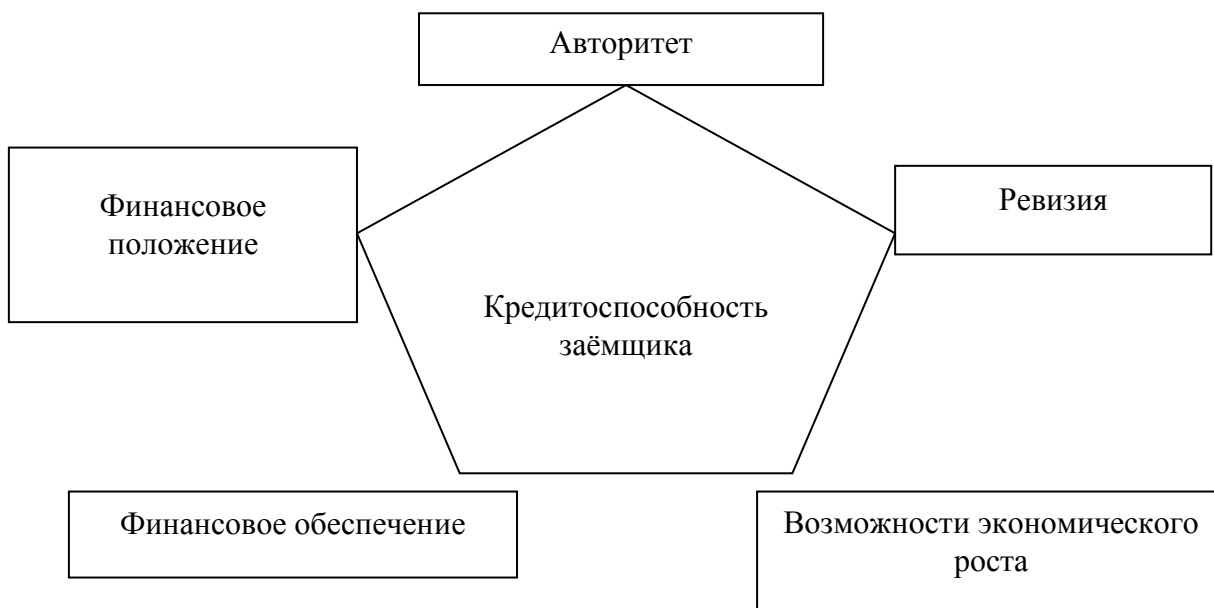 Авторитет
Финансовое
положение
Ревизия
Кредитоспособность
заёмщика
Финансовое обеспечение
Возможности экономического
роста